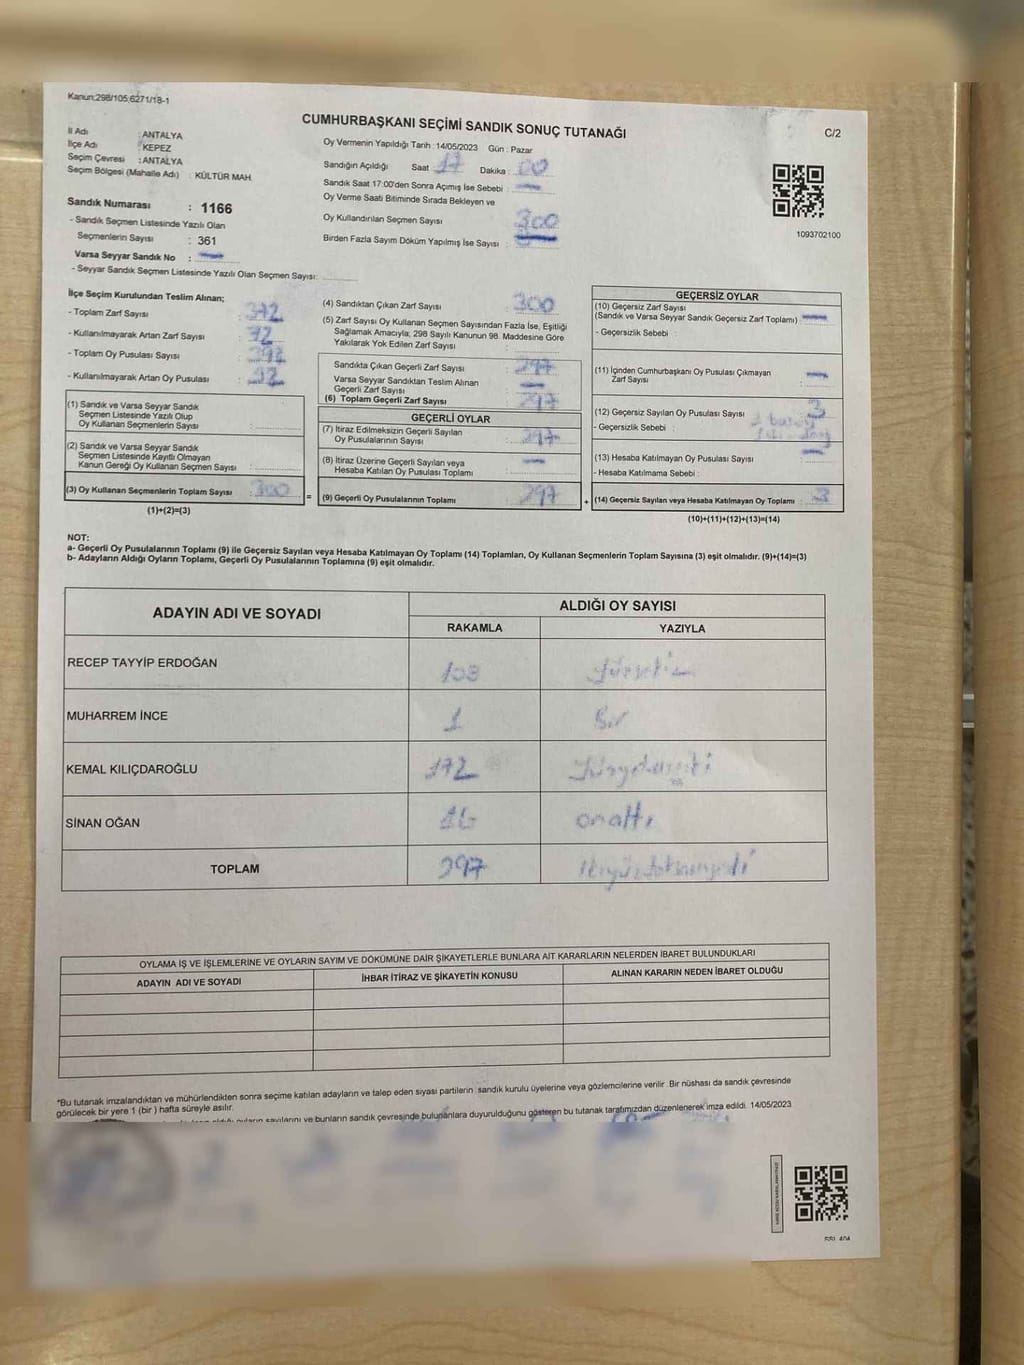 Kanun:298/105;6271/18-1
CUMHURBAŞKANI SEÇİMİ SANDIK SONUÇ TUTANAĞI
C/2
İl Adı : ANTALYA
İlçe Adı : KEPEZ
Seçim Çevresi : ANTALYA
Seçim Bölgesi (Mahalle Adı) : KÜLTÜR MAH.
Oy Vermenin Yapıldığı Tarih : 14/05/2023 Gün : Pazar
Sandığın Açıldığı Saat 17 Dakika : 00
Sandık Saat 17:00'den Sonra Açımış İse Sebebi : —
Oy Verme Saati Bitiminde Sırada Bekleyen ve
Oy Kullandırılan Seçmen Sayısı 300
Birden Fazla Sayım Döküm Yapılmış İse Sayısı :
1093702100
Sandık Numarası : 1166
- Sandık Seçmen Listesinde Yazılı Olan
Seçmenlerin Sayısı : 361
Varsa Seyyar Sandık No : —
- Seyyar Sandık Seçmen Listesinde Yazılı Olan Seçmen Sayısı:
İlçe Seçim Kurulundan Teslim Alınan;
- Toplam Zarf Sayısı : 372
- Kullanılmayarak Artan Zarf Sayısı : 72
- Toplam Oy Pusulası Sayısı :
- Kullanılmayarak Artan Oy Pusulası :
(1) Sandık ve Varsa Seyyar Sandık
Seçmen Listesinde Yazılı Olup
Oy Kullanan Seçmenlerin Sayısı :
(2) Sandık ve Varsa Seyyar Sandık
Seçmen Listesinde Kayıtlı Olmayan
Kanun Gereği Oy Kullanan Seçmen Sayısı :
(3) Oy Kullanan Seçmenlerin Toplam Sayısı : 300
(1)+(2)=(3)
=
(4) Sandıktan Çıkan Zarf Sayısı 300
(5) Zarf Sayısı Oy Kullanan Seçmen Sayısından Fazla İse, Eşitliği
Sağlamak Amacıyla; 298 Sayılı Kanunun 98. Maddesine Göre
Yakılarak Yok Edilen Zarf Sayısı :
Sandıkta Çıkan Geçerli Zarf Sayısı : 297
Varsa Seyyar Sandıktan Teslim Alınan
Geçerli Zarf Sayısı : —
(6) Toplam Geçerli Zarf Sayısı : 297
GEÇERLİ OYLAR
(7) İtiraz Edilmeksizin Geçerli Sayılan
Oy Pusulalarının Sayısı : 297
(8) İtiraz Üzerine Geçerli Sayılan veya
Hesaba Katılan Oy Pusulası Toplamı : —
(9) Geçerli Oy Pusulalarının Toplamı : 297
+
GEÇERSİZ OYLAR
(10) Geçersiz Zarf Sayısı
(Sandık ve Varsa Seyyar Sandık Geçersiz Zarf Toplamı) : —
- Geçersizlik Sebebi :
(11) İçinden Cumhurbaşkanı Oy Pusulası Çıkmayan
Zarf Sayısı : —
(12) Geçersiz Sayılan Oy Pusulası Sayısı : 3
- Geçersizlik Sebebi :
(13) Hesaba Katılmayan Oy Pusulası Sayısı : —
- Hesaba Katılmama Sebebi :
(14) Geçersiz Sayılan veya Hesaba Katılmayan Oy Toplamı : 3
(10)+(11)+(12)+(13)=(14)
NOT:
a- Geçerli Oy Pusulalarının Toplamı (9) ile Geçersiz Sayılan veya Hesaba Katılmayan Oy Toplamı (14) Toplamları, Oy Kullanan Seçmenlerin Toplam Sayısına (3) eşit olmalıdır. (9)+(14)=(3)
b- Adayların Aldığı Oyların Toplamı, Geçerli Oy Pusulalarının Toplamına (9) eşit olmalıdır.
ADAYIN ADI VE SOYADI
ALDIĞI OY SAYISI
RAKAMLA YAZIYLA
RECEP TAYYİP ERDOĞAN 108 Yüzsekiz
MUHARREM İNCE 1 Bir
KEMAL KILIÇDAROĞLU 172 Yüzyetmişiki
SİNAN OĞAN 16 onaltı
TOPLAM 297 ikiyüzdoksanyedi
OYLAMA İŞ VE İŞLEMLERİNE VE OYLARIN SAYIM VE DÖKÜMÜNE DAİR ŞİKAYETLERLE BUNLARA AİT KARARLARIN NELERDEN İBARET BULUNDUKLARI
ADAYIN ADI VE SOYADI İHBAR İTİRAZ VE ŞİKAYETİN KONUSU ALINAN KARARIN NEDEN İBARET OLDUĞU
*Bu tutanak imzalandıktan ve mühürlendikten sonra seçime katılan adayların ve talep eden siyasi partilerin sandık kurulu üyelerine veya gözlemcilerine verilir. Bir nüshası da sandık çevresinde
görülecek bir yere 1 (bir) hafta süreyle asılır.
sayılarını ve bunların sandık çevresinde bulunanlara duyurulduğunu gösteren bu tutanak tarafımızdan düzenlenerek imza edildi. 14/05/2023